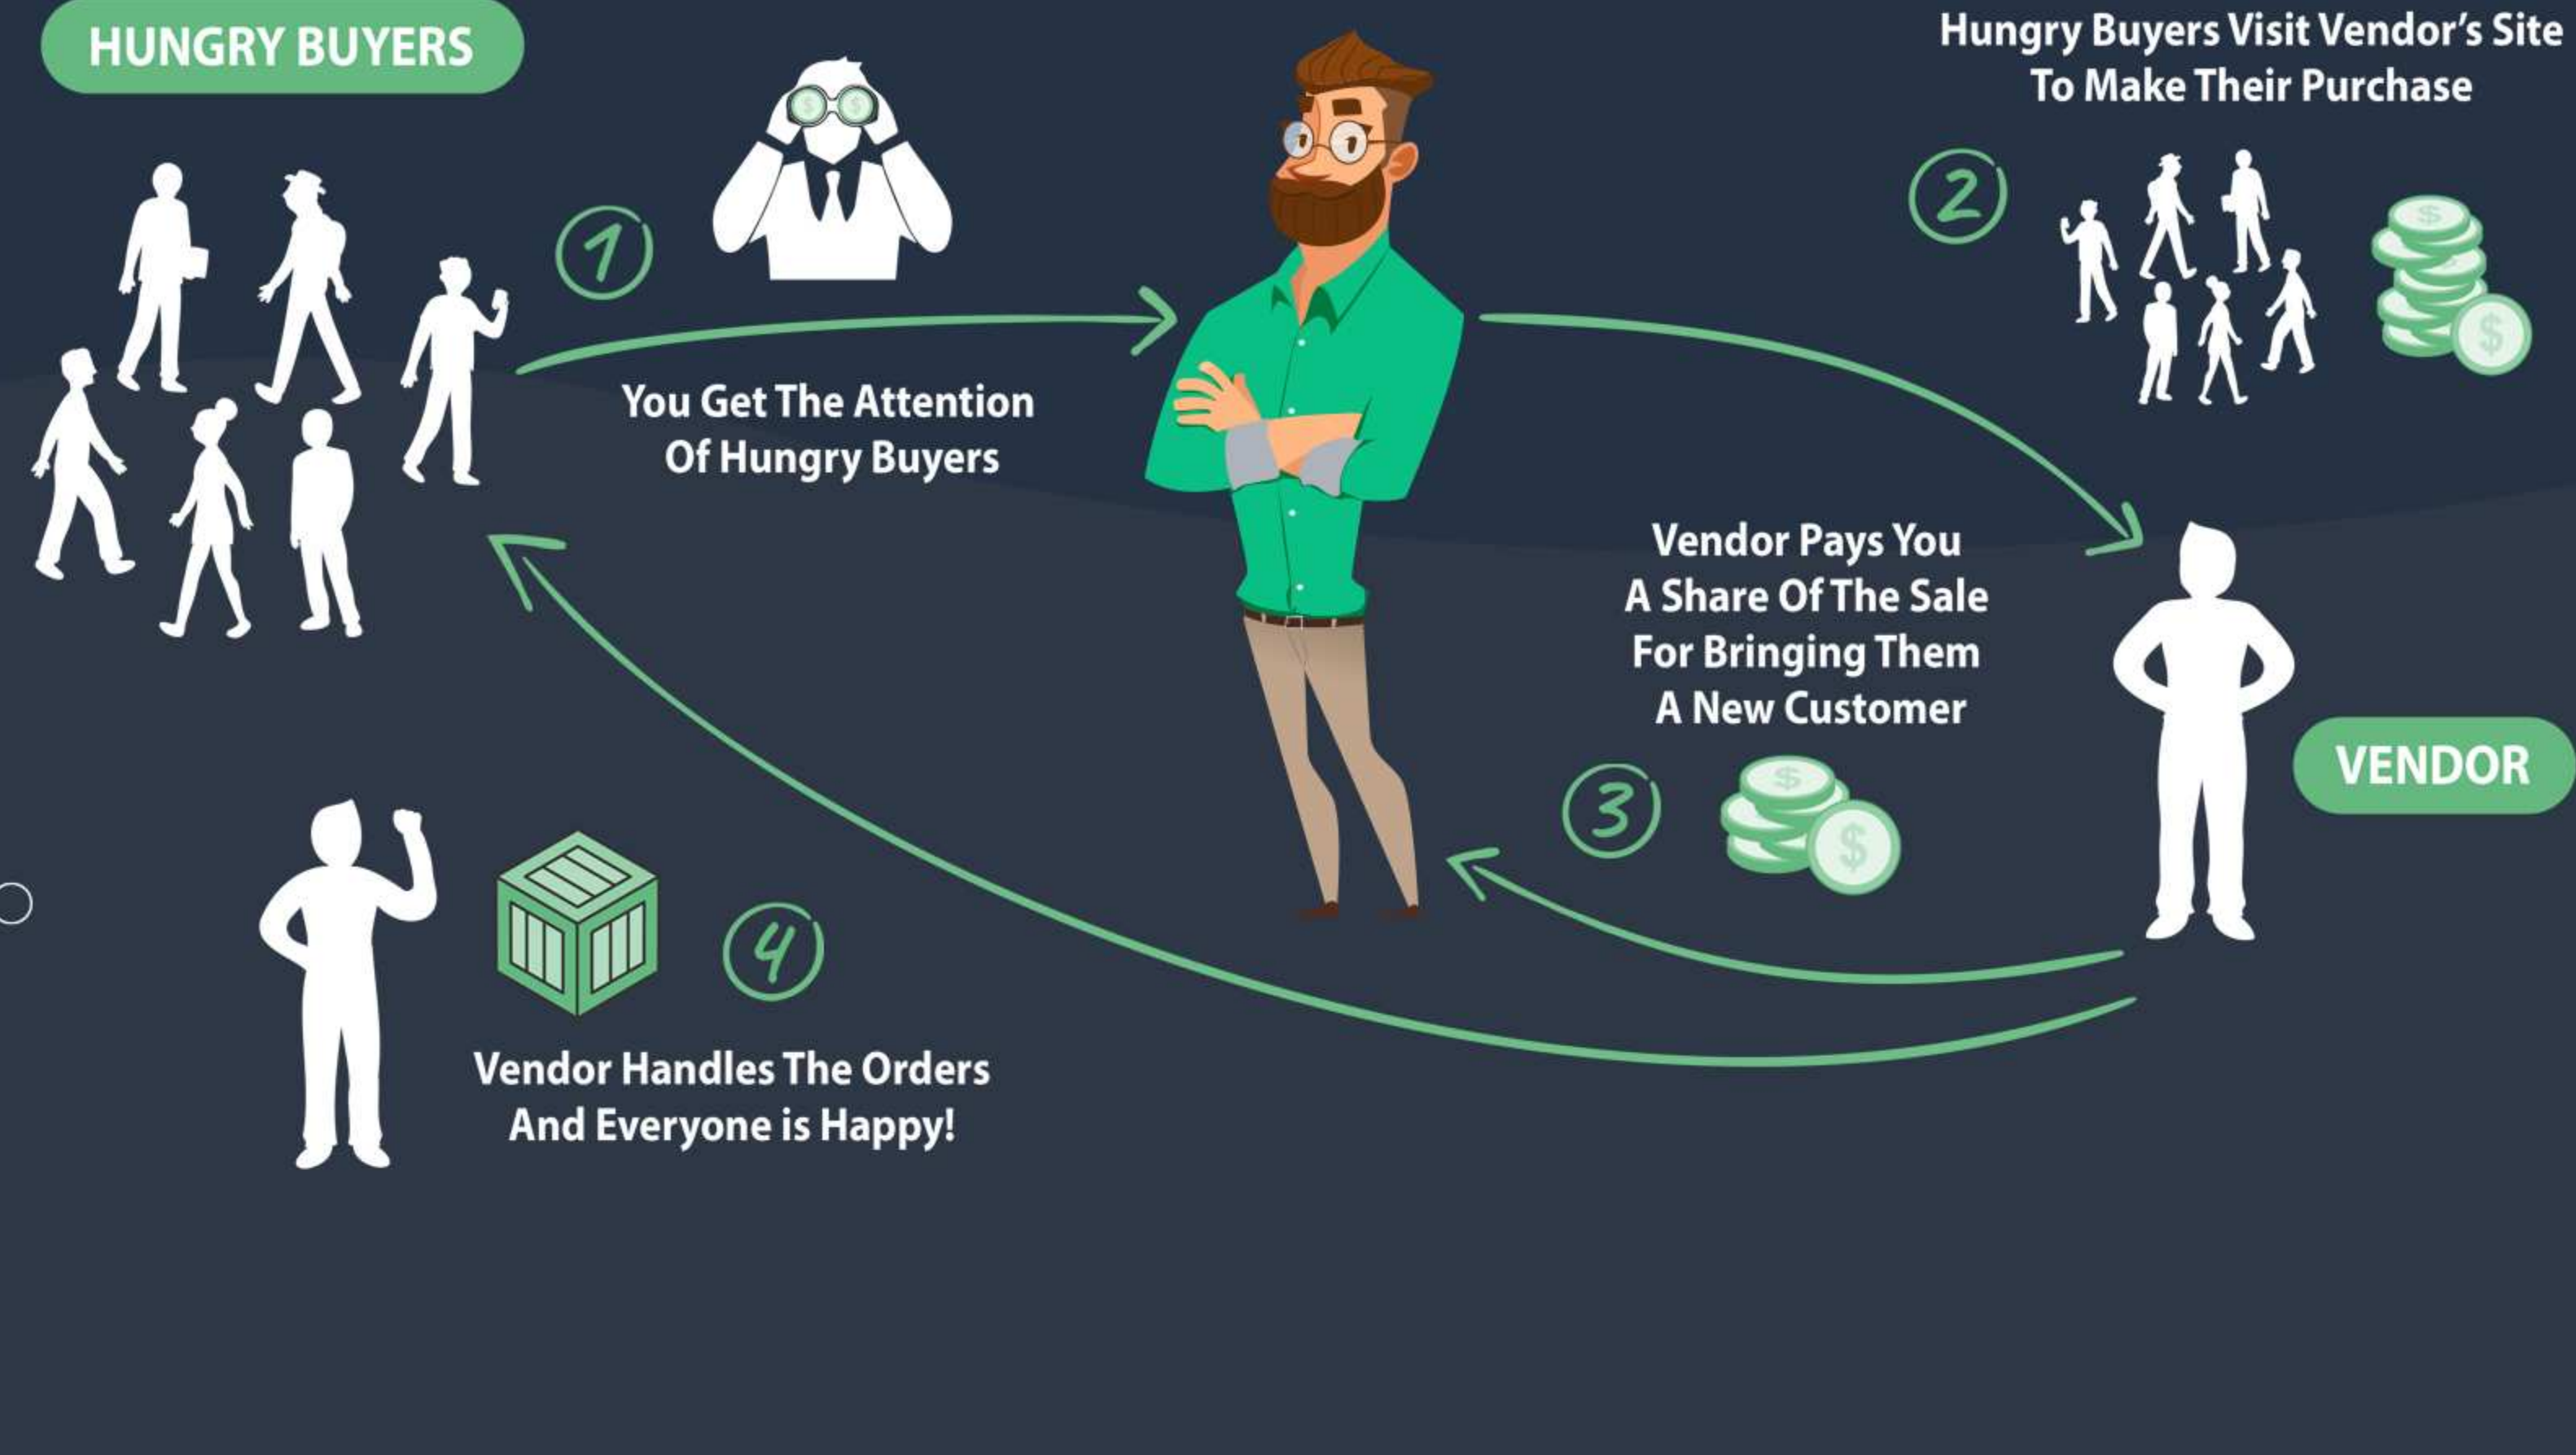 HUNGRY BUYERS
1
You Get The Attention
Of Hungry Buyers
Hungry Buyers Visit Vendor's Site
To Make Their Purchase
2
$
$
Vendor Pays You
A Share Of The Sale
For Bringing Them
A New Customer
3
$
$
VENDOR
4
Vendor Handles The Orders
And Everyone is Happy!